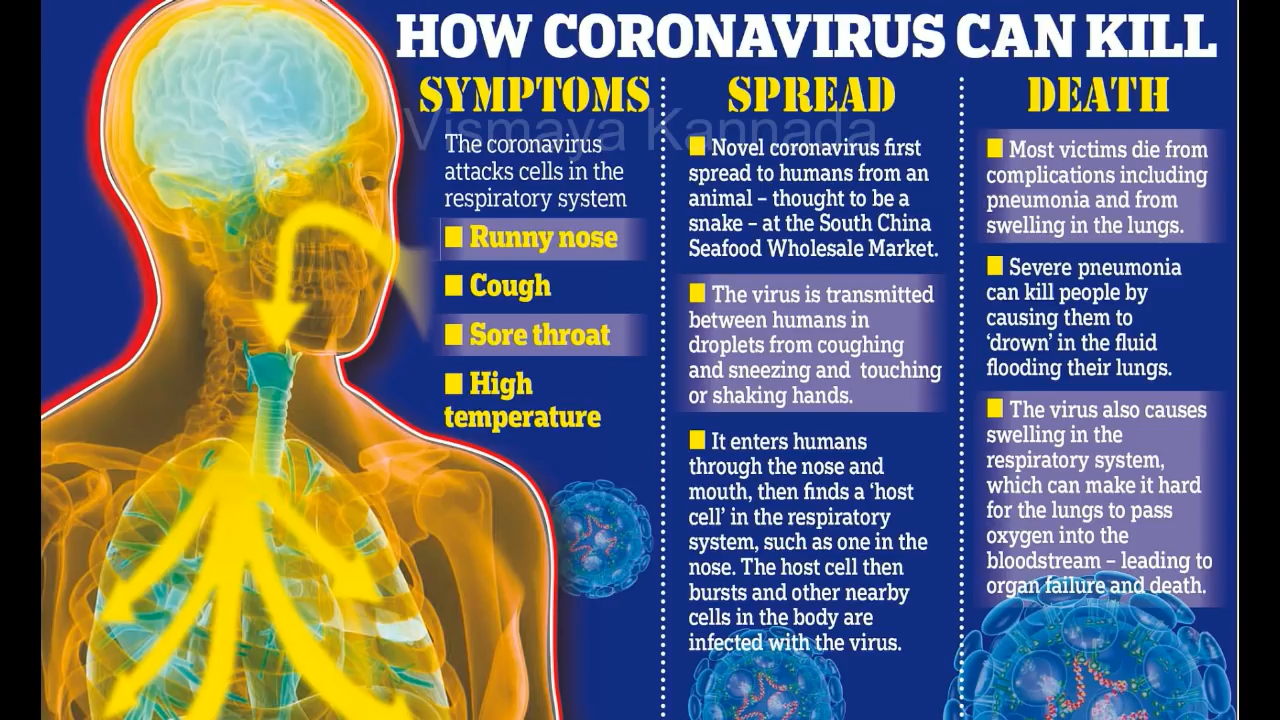 HOW CORONAVIRUS CAN KILL
Vismaya Kannada
SYMPTOMS
The coronavirus
attacks cells in the
respiratory system
Runny nose
Cough
Sore throat
High
temperature
SPREAD
Novel coronavirus first
spread to humans from an
animal – thought to be a
snake – at the South China
Seafood Wholesale Market.
The virus is transmitted
between humans in
droplets from coughing
and sneezing and touching
or shaking hands.
It enters humans
through the nose and
mouth, then finds a ‘host
cell’ in the respiratory
system, such as one in the
nose. The host cell then
bursts and other nearby
cells in the body are
infected with the virus.
DEATH
Most victims die from
complications including
pneumonia and from
swelling in the lungs.
Severe pneumonia
can kill people by
causing them to
‘drown’ in the fluid
flooding their lungs.
The virus also causes
swelling in the
respiratory system,
which can make it hard
for the lungs to pass
oxygen into the
bloodstream – leading to
organ failure and death.